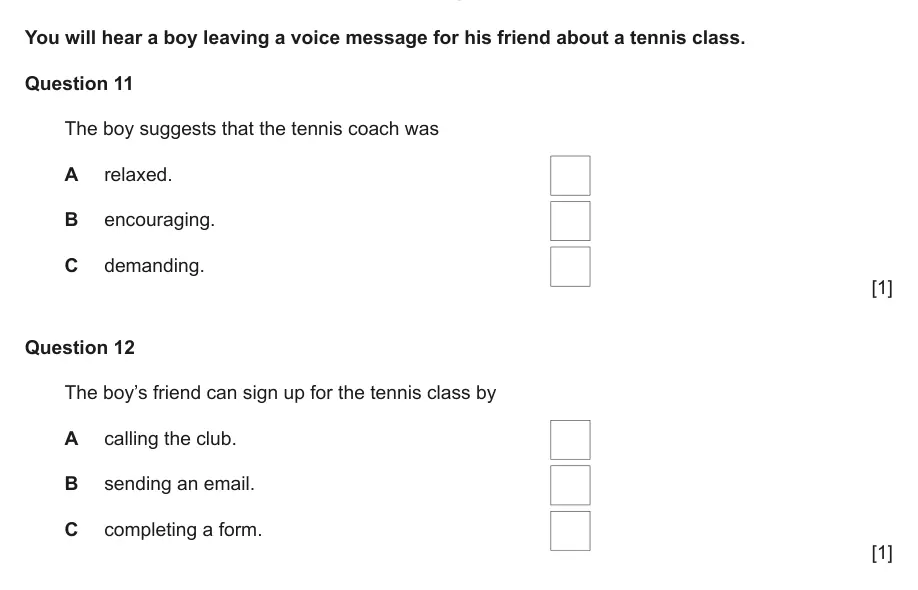 You will hear a boy leaving a voice message for his friend about a tennis class.
Question 11
The boy suggests that the tennis coach was
A relaxed.
B encouraging.
C demanding.
[1]
Question 12
The boy’s friend can sign up for the tennis class by
A calling the club.
B sending an email.
C completing a form.
[1]